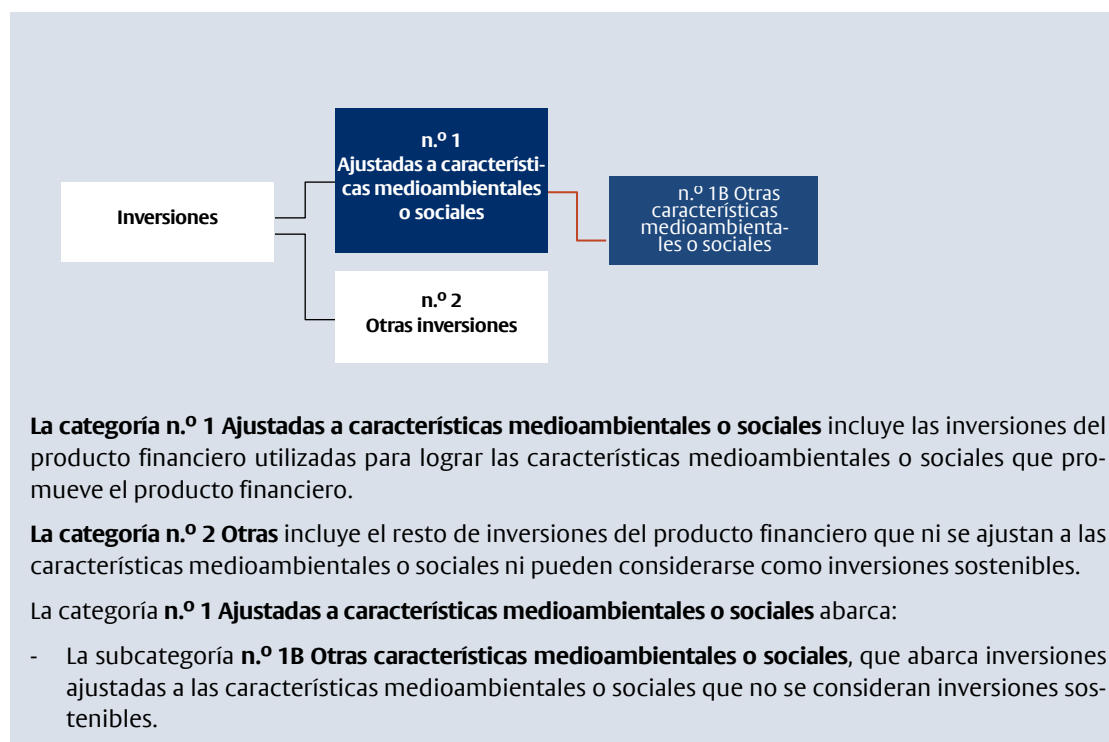 n.º 1
Ajustadas a característi-
cas medioambientales
o sociales
Inversiones
n.º 1B Otras
características
medioambienta-
les o sociales
n.º 2
Otras inversiones
La categoría n.º 1 Ajustadas a características medioambientales o sociales incluye las inversiones del
producto financiero utilizadas para lograr las características medioambientales o sociales que pro-
mueve el producto financiero.
La categoría n.º 2 Otras incluye el resto de inversiones del producto financiero que ni se ajustan a las
características medioambientales o sociales ni pueden considerarse como inversiones sostenibles.
La categoría n.º 1 Ajustadas a características medioambientales o sociales abarca:
- La subcategoría n.º 1B Otras características medioambientales o sociales, que abarca inversiones
ajustadas a las características medioambientales o sociales que no se consideran inversiones sos-
tenibles.